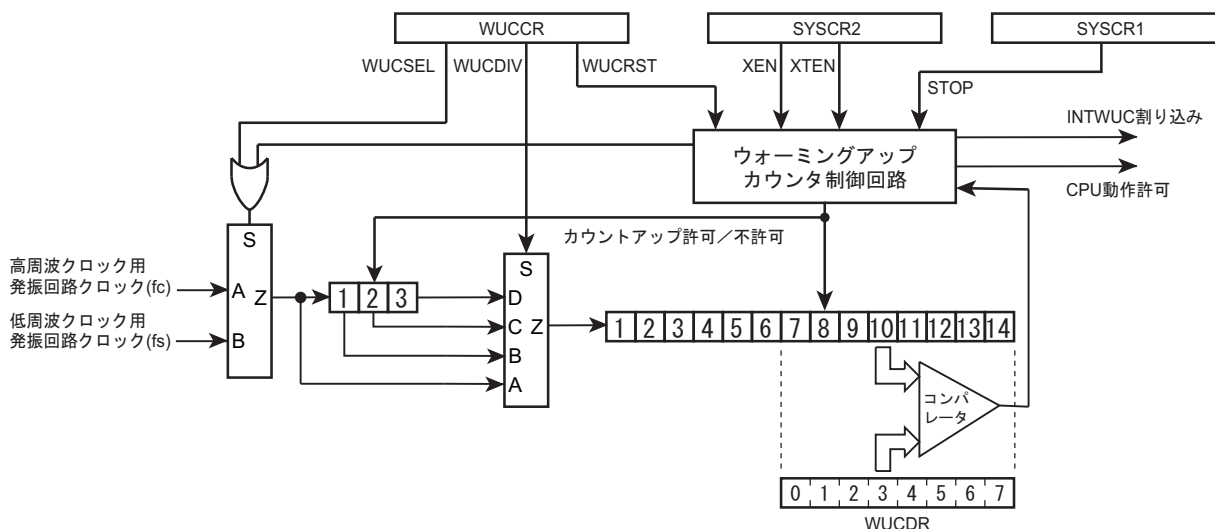 WUCCR
SYSCR2
SYSCR1
WUCSEL
WUCDIV
WUCRST
XEN
XTEN
STOP
INTWUC割り込み
ウォーミングアップ
カウンタ制御回路
CPU動作許可
カウントアップ許可／不許可
S
高周波クロック用
発振回路クロック(fc)
A
Z
低周波クロック用
発振回路クロック(fs)
B
1 2 3
S
D
C
Z
B
A
1 2 3 4 5 6 7 8 9 10 11 12 13 14
コンパ
レータ
0 1 2 3 4 5 6 7
WUCDR